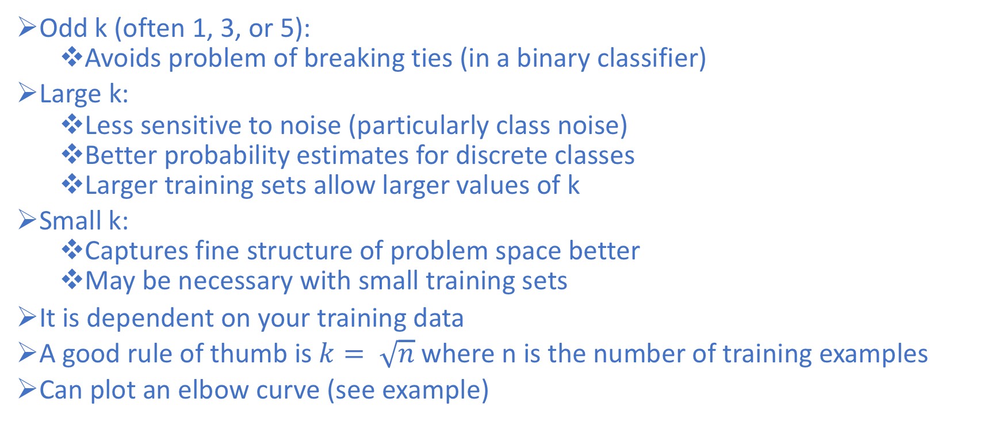 ➢Odd k (often 1, 3, or 5):
❖Avoids problem of breaking ties (in a binary classifier)
➢Large k:
❖Less sensitive to noise (particularly class noise)
❖Better probability estimates for discrete classes
❖Larger training sets allow larger values of k
➢Small k:
❖Captures fine structure of problem space better
❖May be necessary with small training sets
➢It is dependent on your training data
➢A good rule of thumb is k = √n where n is the number of training examples
➢Can plot an elbow curve (see example)